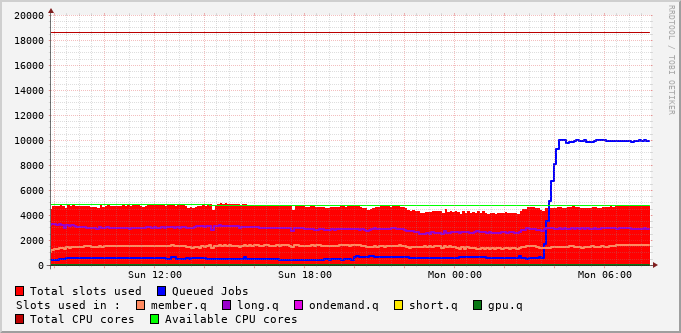 RRDTOOL / TOBI OETIKER
20000
18000
16000
14000
12000
10000
8000
6000
4000
2000
0
Sun 12:00 Sun 18:00 Mon 00:00 Mon 06:00
Total slots used Queued Jobs
Slots used in : member.q long.q ondemand.q short.q gpu.q
Total CPU cores Available CPU cores